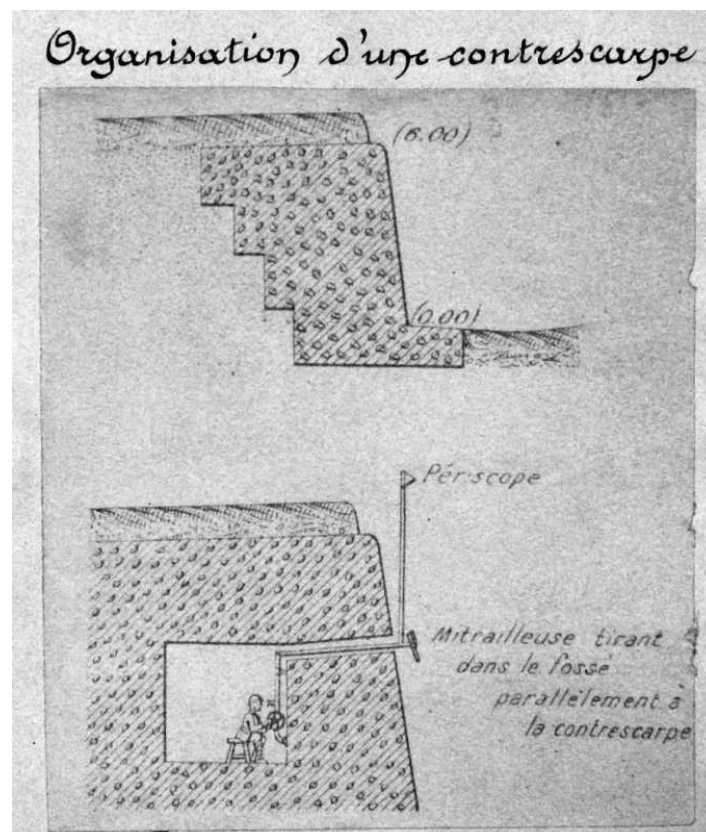 Organisation d'une contrescarpe
(6.00)
(0.00)
Périscope
Mitrailleuse tirant
dans le fossé
parallèlement à
la contrescarpe